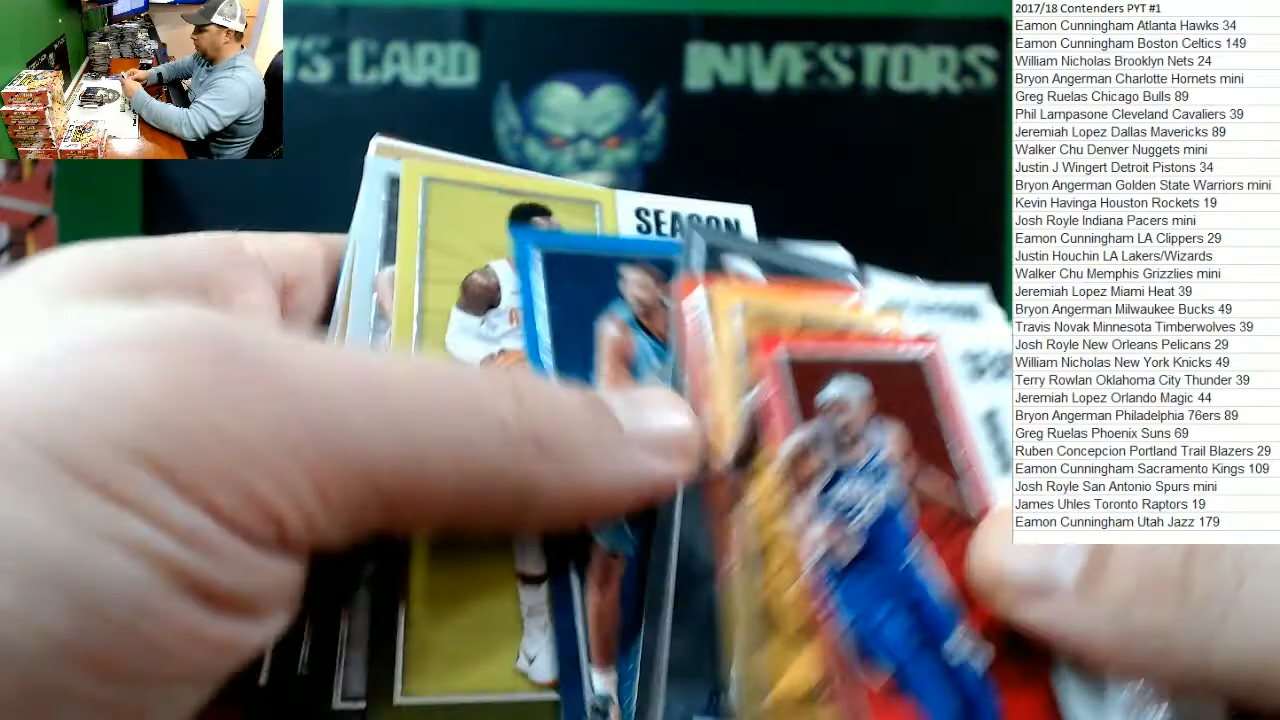 TS CARD INVESTORS
SEASON
2017/18 Contenders PYT #1
Eamon Cunningham Atlanta Hawks 34
Eamon Cunningham Boston Celtics 149
William Nicholas Brooklyn Nets 24
Bryon Angerman Charlotte Hornets mini
Greg Ruelas Chicago Bulls 89
Phil Lampasone Cleveland Cavaliers 39
Jeremiah Lopez Dallas Mavericks 89
Walker Chu Denver Nuggets mini
Justin J Wingert Detroit Pistons 34
Bryon Angerman Golden State Warriors mini
Kevin Havinga Houston Rockets 19
Josh Royle Indiana Pacers mini
Eamon Cunningham LA Clippers 29
Justin Houchin LA Lakers/Wizards
Walker Chu Memphis Grizzlies mini
Jeremiah Lopez Miami Heat 39
Bryon Angerman Milwaukee Bucks 49
Travis Novak Minnesota Timberwolves 39
Josh Royle New Orleans Pelicans 29
William Nicholas New York Knicks 49
Terry Rowlan Oklahoma City Thunder 39
Jeremiah Lopez Orlando Magic 44
Bryon Angerman Philadelphia 76ers 89
Greg Ruelas Phoenix Suns 69
Ruben Concepcion Portland Trail Blazers 29
Eamon Cunningham Sacramento Kings 109
Josh Royle San Antonio Spurs mini
James Uhles Toronto Raptors 19
Eamon Cunningham Utah Jazz 179